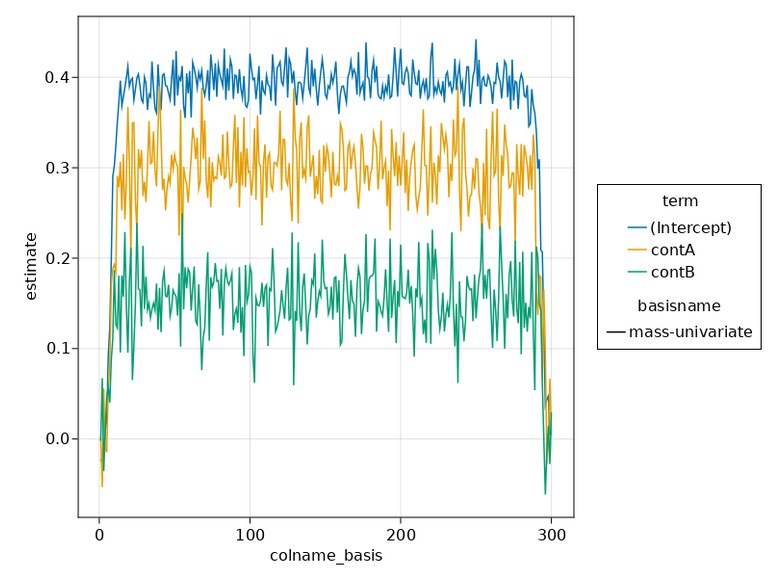 0.4
0.3
0.2
0.1
0.0
estimate
0 100 200 300
colname_basis
term
(Intercept)
contA
contB
basisname
mass-univariate